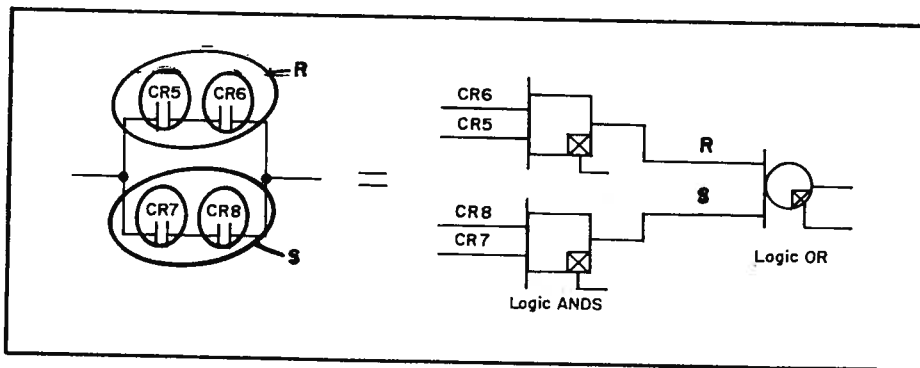 R
CR5 CR6
CR7 CR8
S
=
CR6
CR5
R
CR8
CR7
S
Logic ANDS
Logic OR